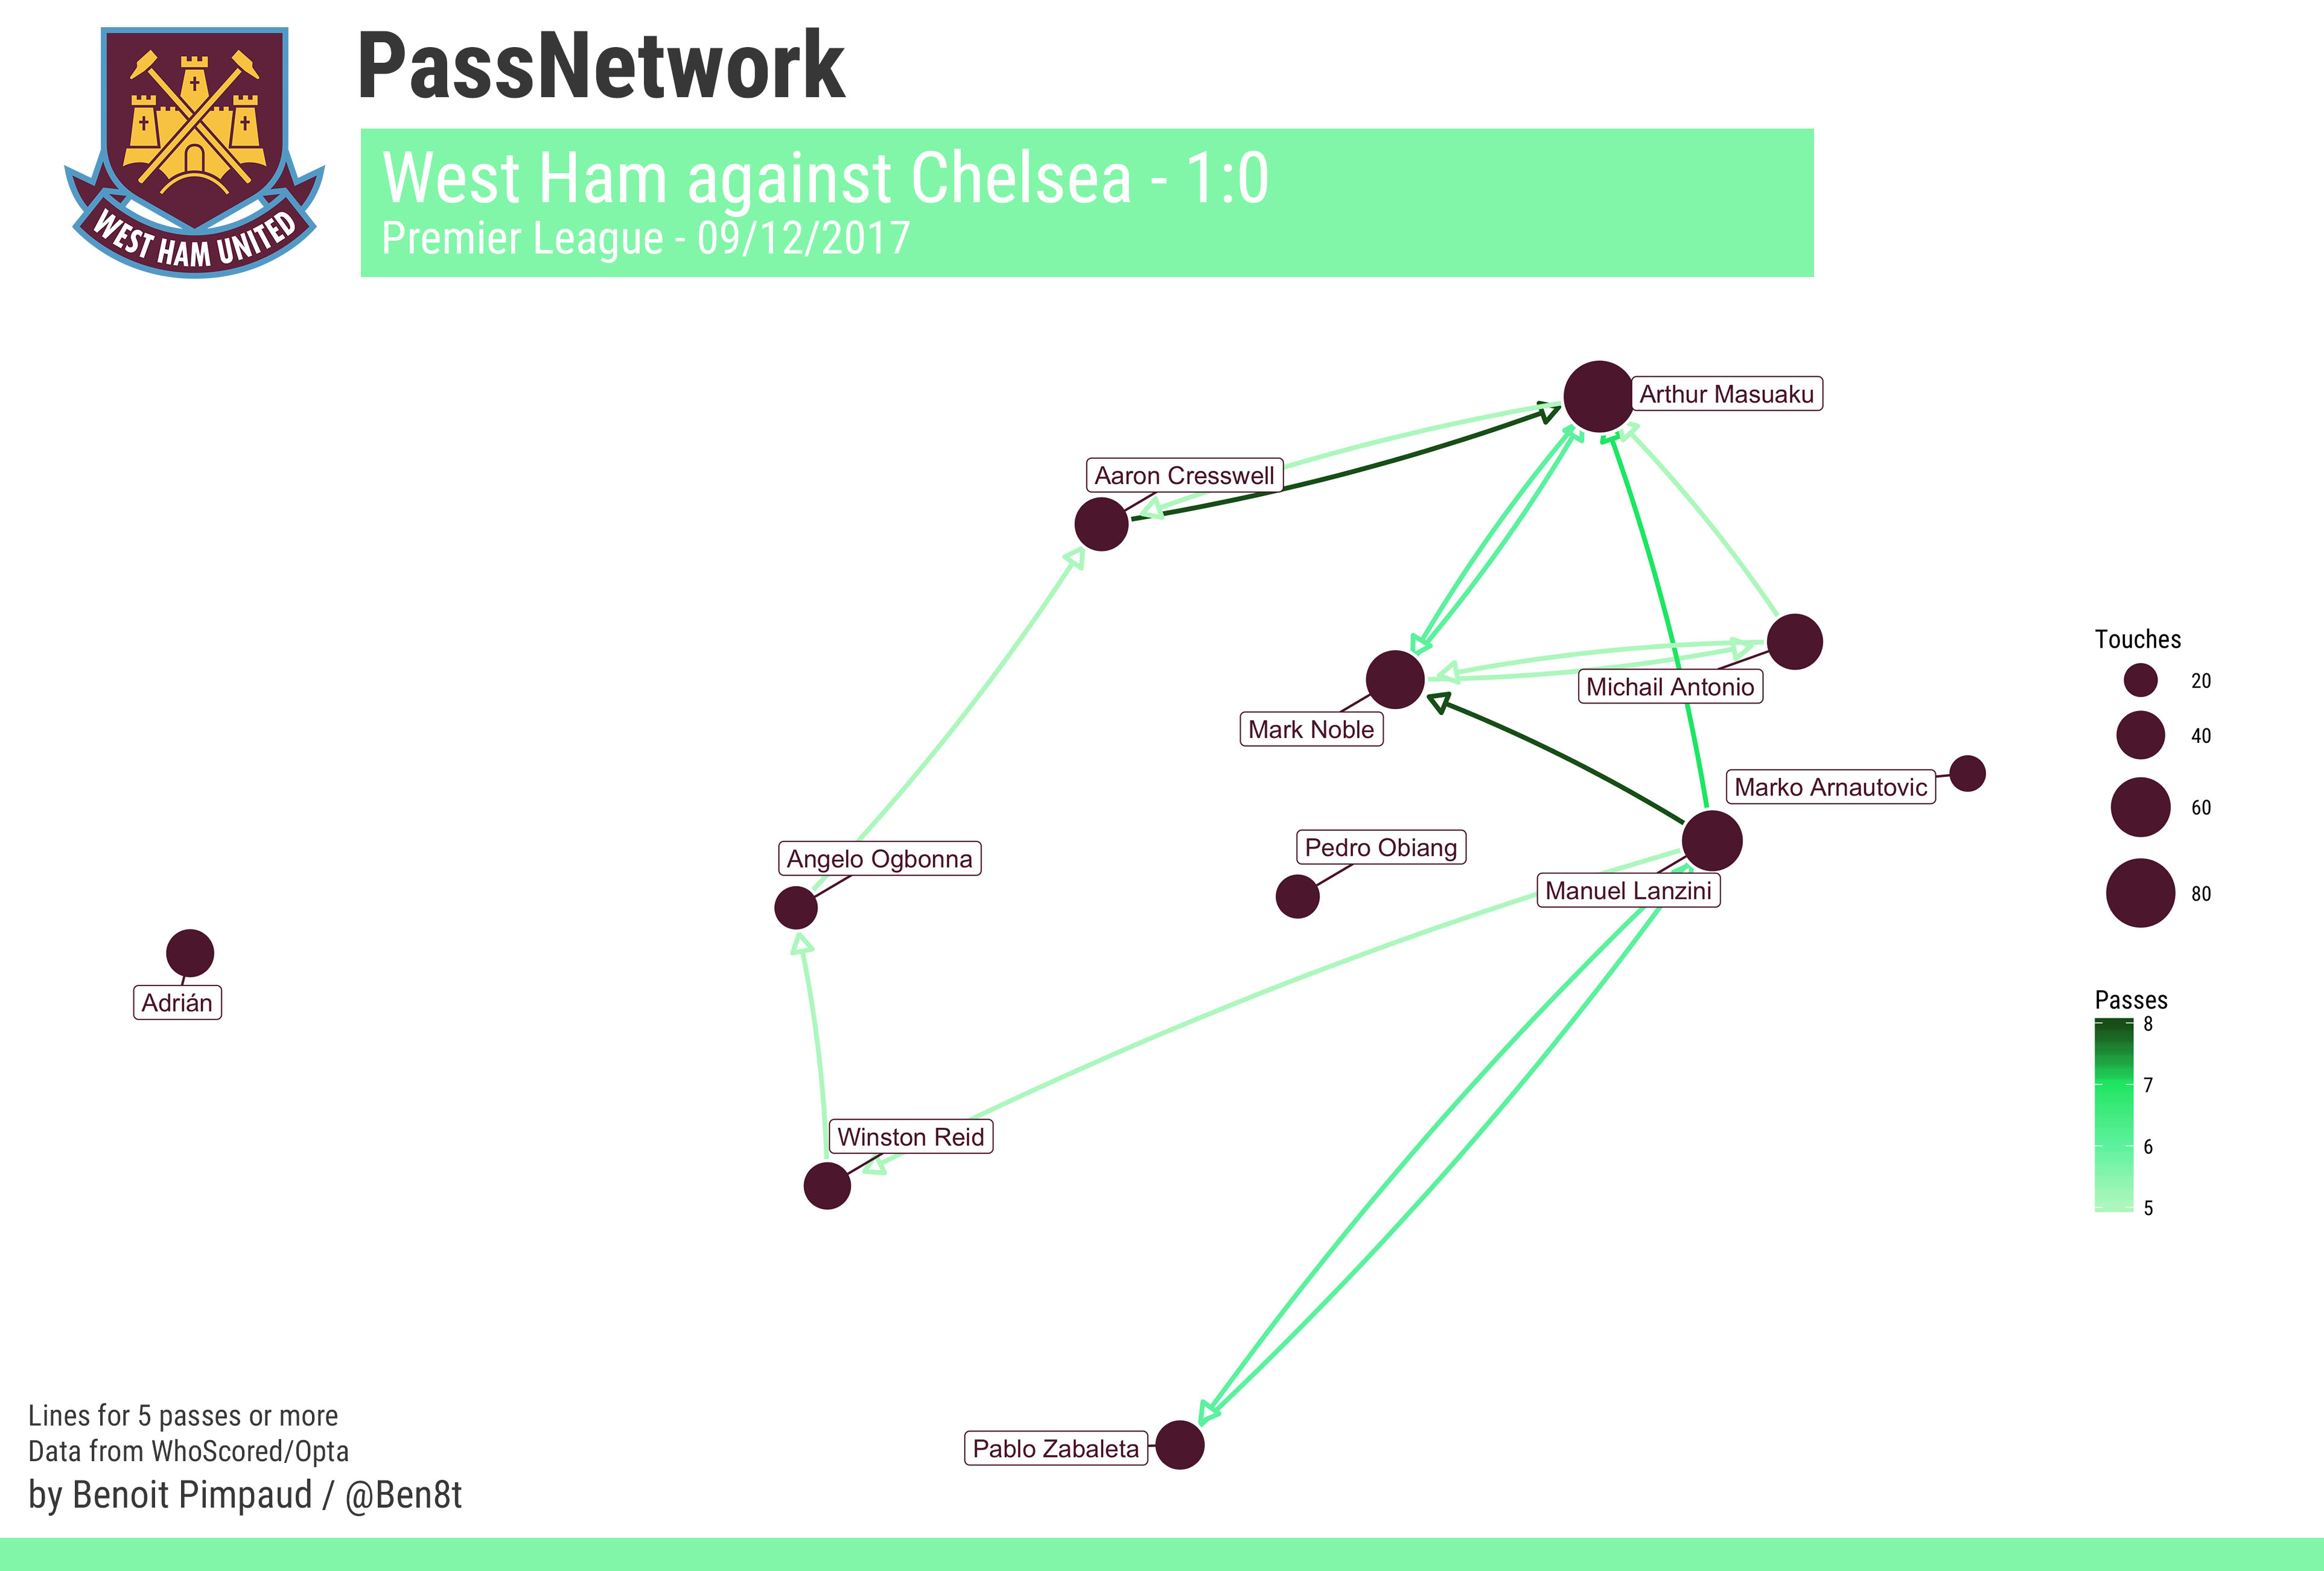 PassNetwork
West Ham against Chelsea - 1:0
Premier League - 09/12/2017
WEST HAM UNITED
Arthur Masuaku
Aaron Cresswell
Michail Antonio
Mark Noble
Marko Arnautovic
Pedro Obiang
Angelo Ogbonna
Manuel Lanzini
Adrián
Winston Reid
Pablo Zabaleta
Touches
20
40
60
80
Passes
8
7
6
5
Lines for 5 passes or more
Data from WhoScored/Opta
by Benoit Pimpaud / @Ben8t